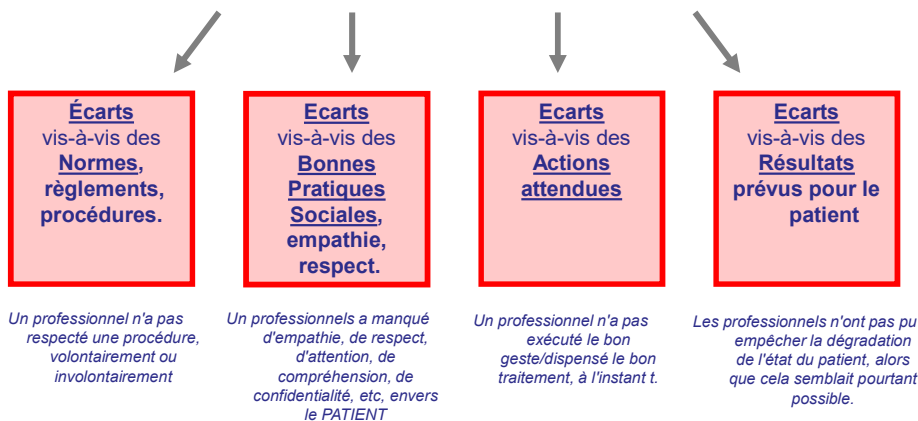 Écarts
vis-à-vis des
Normes,
règlements,
procédures.
Ecarts
vis-à-vis des
Bonnes
Pratiques
Sociales,
empathie,
respect.
Ecarts
vis-à-vis des
Actions
attendues
Ecarts
vis-à-vis des
Résultats
prévus pour le
patient
Un professionnel n'a pas
respecté une procédure,
volontairement ou
involontairement
Un professionnels a manqué
d'empathie, de respect,
d'attention, de
compréhension, de
confidentialité, etc, envers
le PATIENT
Un professionnel n'a pas
exécuté le bon
geste/dispensé le bon
traitement, à l'instant t.
Les professionnels n'ont pas pu
empêcher la dégradation
de l'état du patient, alors
que cela semblait pourtant
possible.